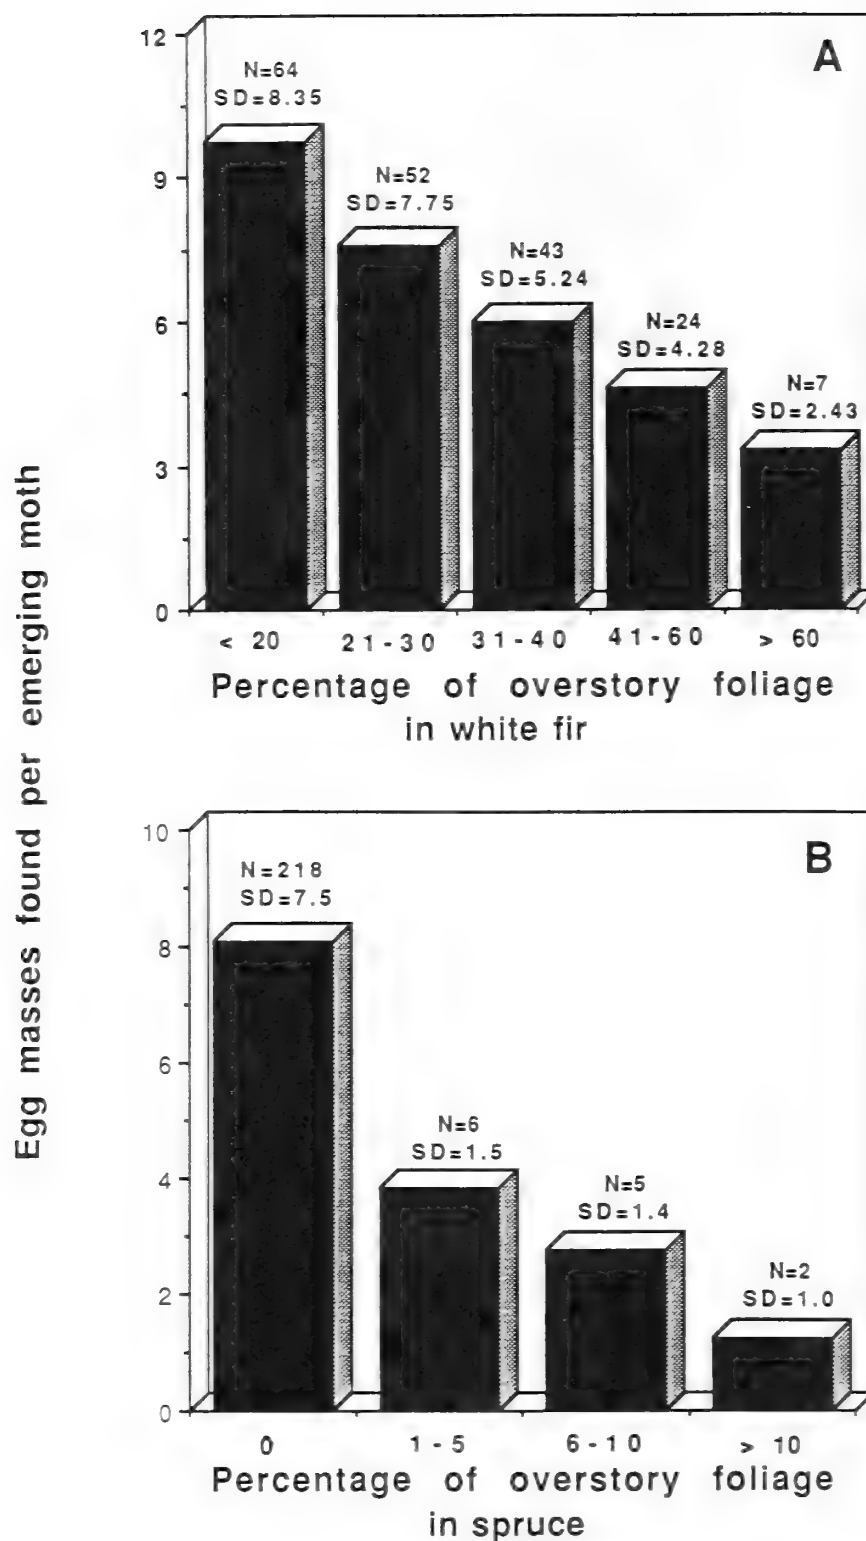 Egg masses found per emerging moth
A
12
9
6
3
0
N=64
SD=8.35
N=52
SD=7.75
N=43
SD=5.24
N=24
SD=4.28
N=7
SD=2.43
< 20 21-30 31-40 41-60 > 60
Percentage of overstory foliage
in white fir
B
10
8
6
4
2
0
N=218
SD=7.5
N=6
SD=1.5
N=5
SD=1.4
N=2
SD=1.0
0 1-5 6-10 > 10
Percentage of overstory foliage
in spruce